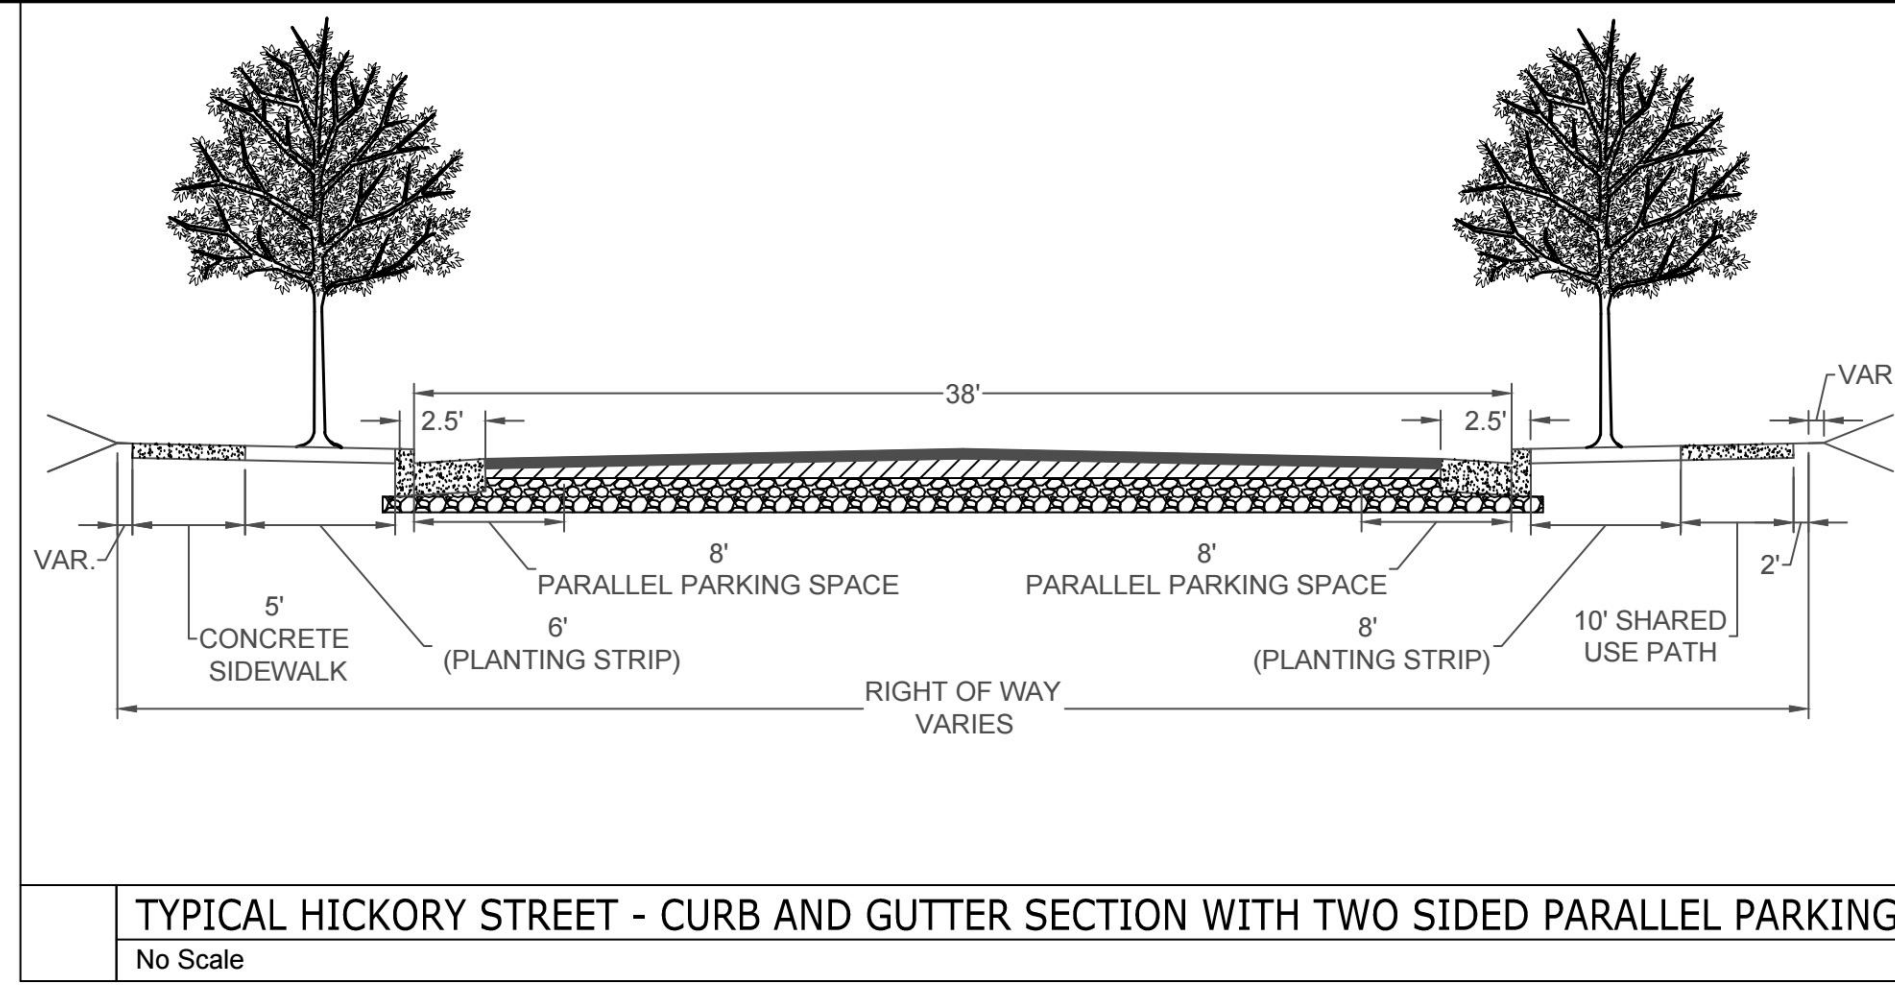 38'
VAR
2.5'
2.5'
VAR.
8'
PARALLEL PARKING SPACE
8'
PARALLEL PARKING SPACE
2'
5'
CONCRETE
SIDEWALK
6'
(PLANTING STRIP)
8'
(PLANTING STRIP)
10' SHARED
USE PATH
RIGHT OF WAY
VARIES
TYPICAL HICKORY STREET - CURB AND GUTTER SECTION WITH TWO SIDED PARALLEL PARKING
No Scale